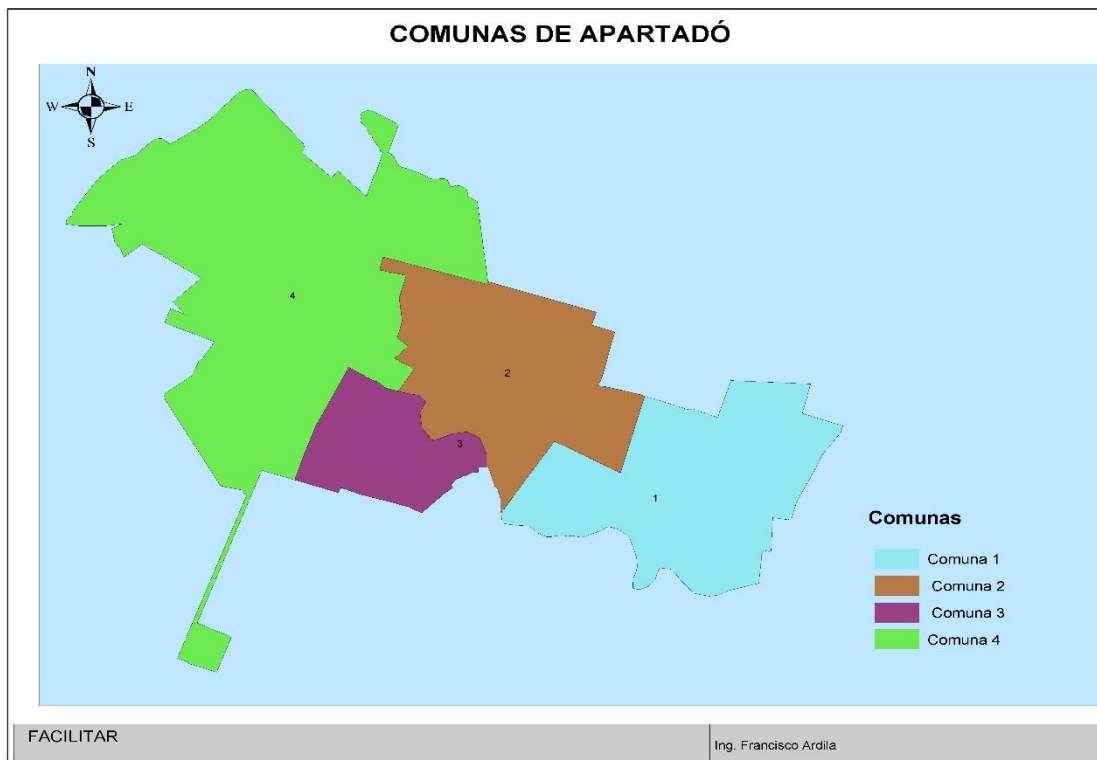 COMUNAS DE APARTADÓ
N
W E
S
4
2
3
1
Comunas
Comuna 1
Comuna 2
Comuna 3
Comuna 4
FACILITAR
Ing. Francisco Ardila